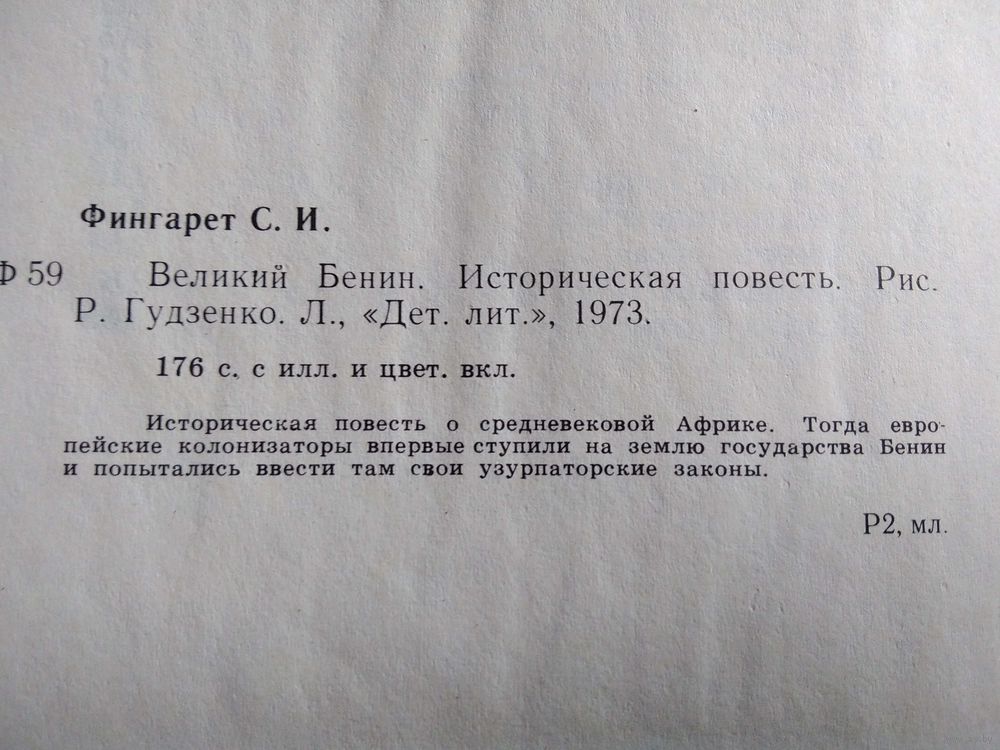 Фингарет С. И.
Ф 59 Великий Бенин. Историческая повесть. Рис.
Р. Гудзенко. Л., «Дет. лит.», 1973.
176 с. с илл. и цвет. вкл.
Историческая повесть о средневековой Африке. Тогда евро-
пейские колонизаторы впервые ступили на землю государства Бенин
и попытались ввести там свои узурпаторские законы.
Р2, мл.